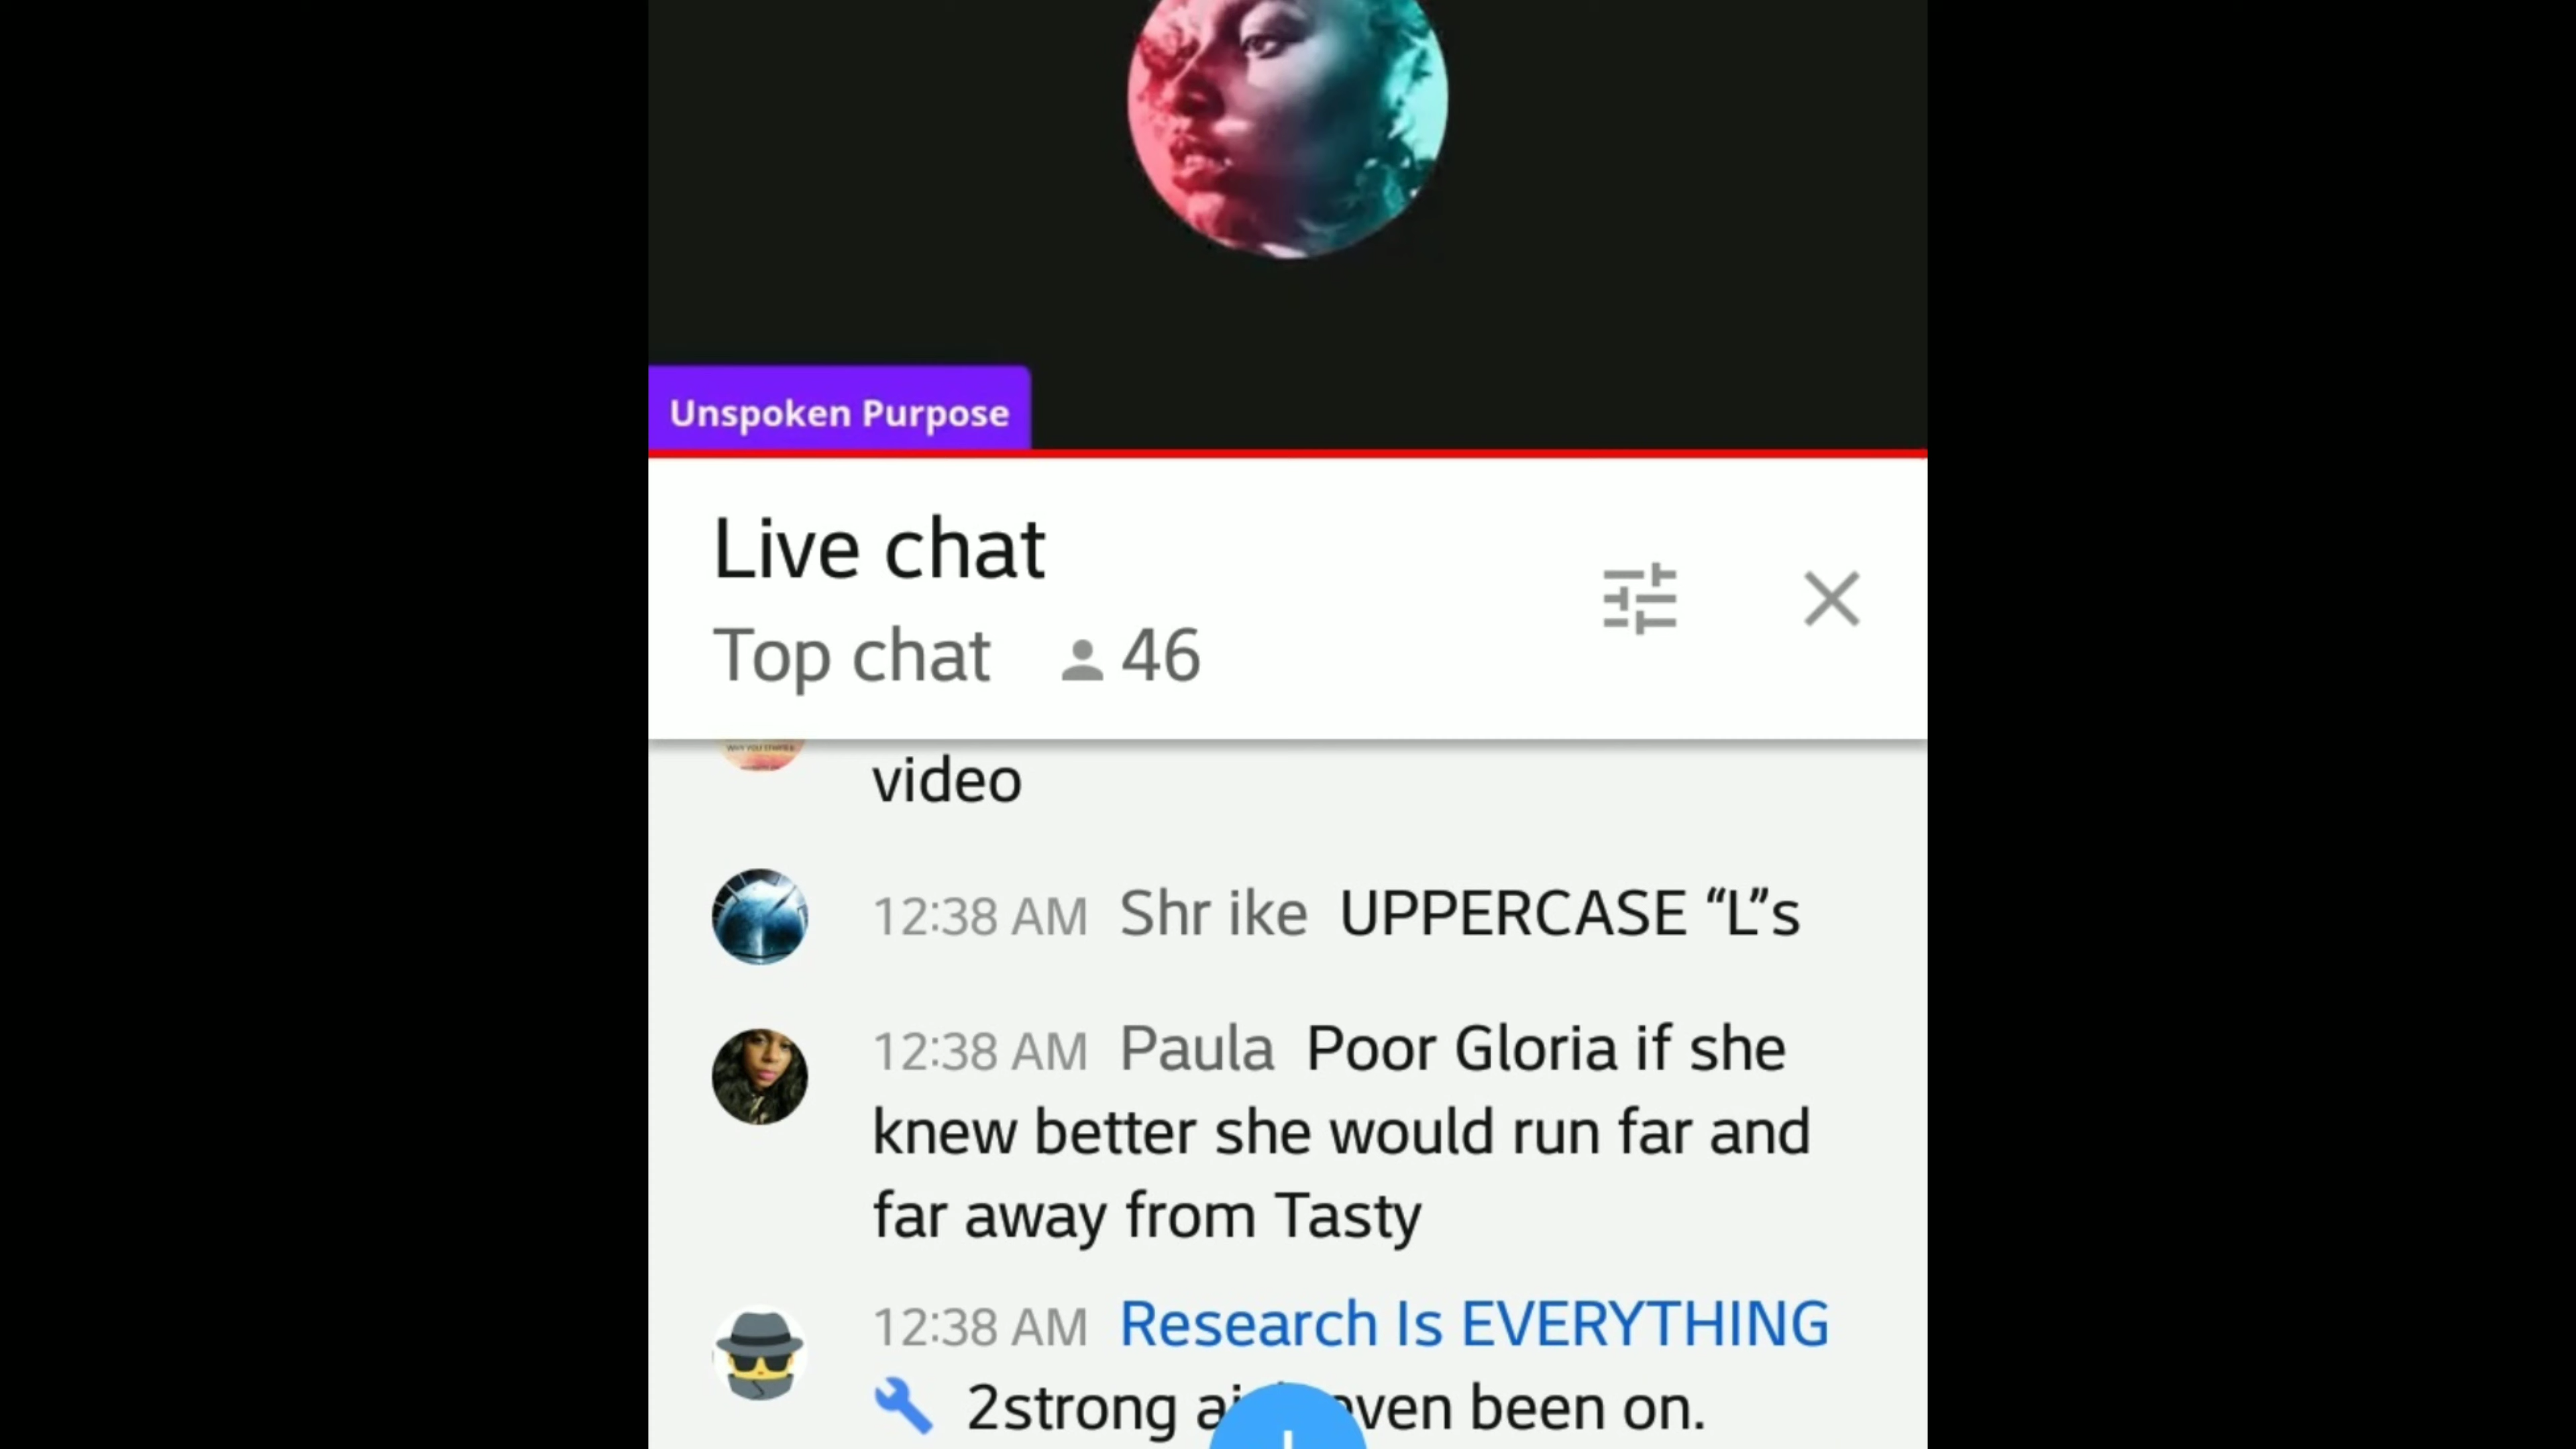 Unspoken Purpose
Live chat
Top chat 46
video
12:38 AM Shr ike UPPERCASE “L”s
12:38 AM Paula Poor Gloria if she
knew better she would run far and
far away from Tasty
12:38 AM Research Is EVERYTHING
2strong been on.